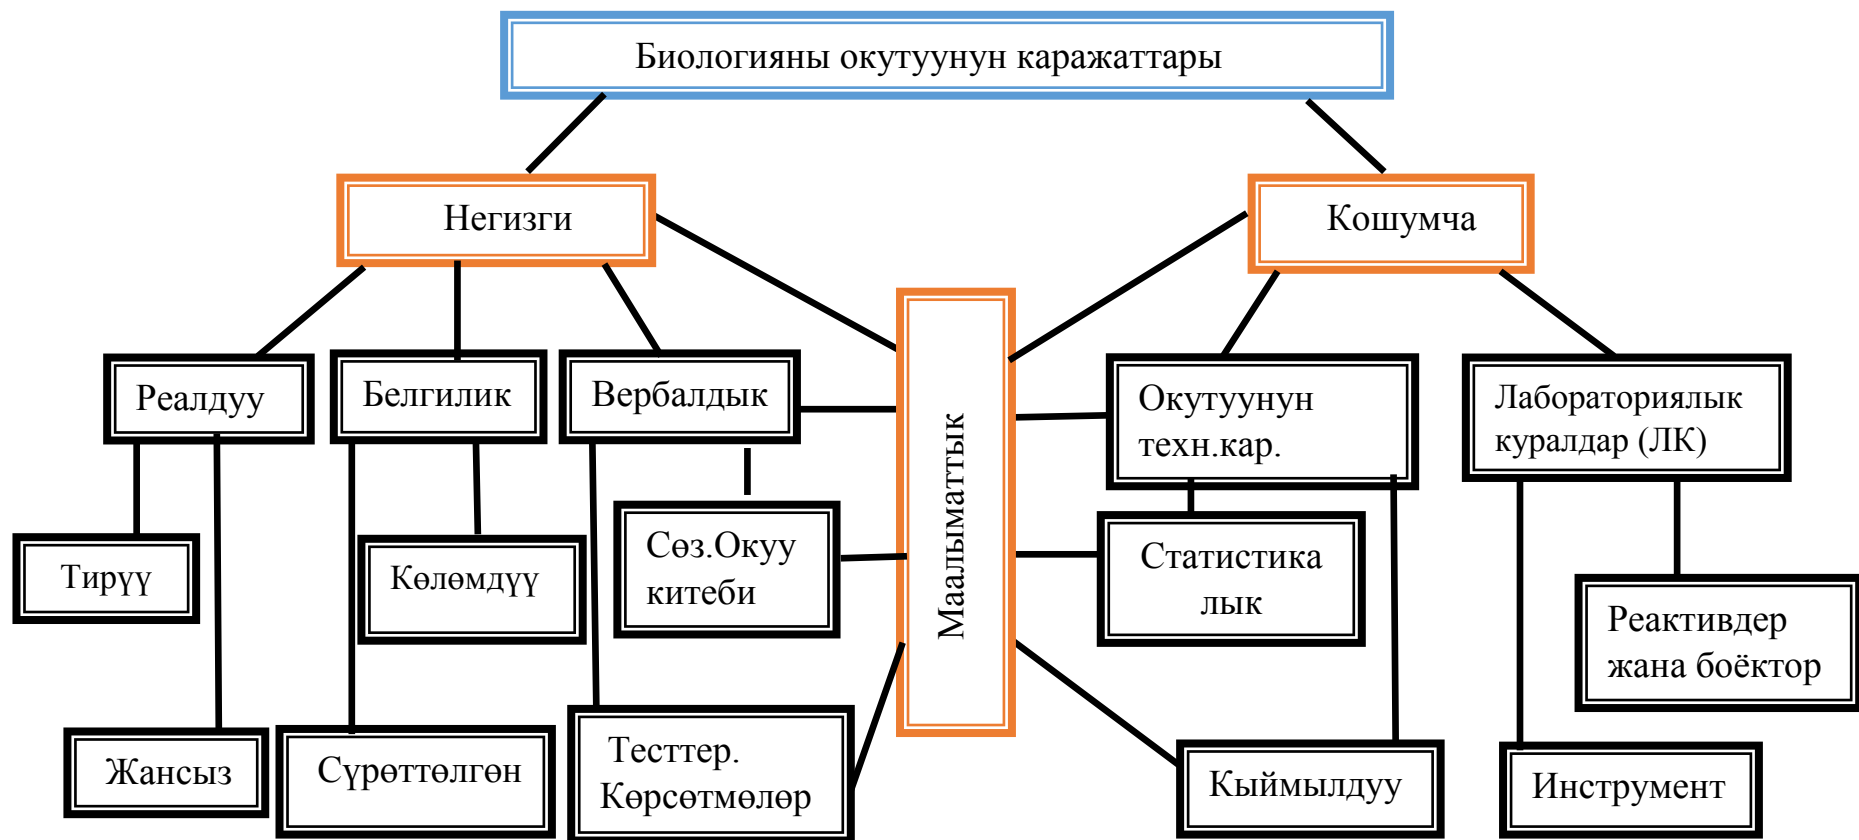 Биологияны окутуунун каражаттары
Негизги
Кошумча
Реалдуу
Белгилик
Вербалдык
Маалыматтык
Окутуунун
техн.кар.
Лабораториялык
куралдар (ЛК)
Тирүү
Көлөмдүү
Сөз.Окуу
китеби
Статистика
лык
Реактивдер
жана боёктор
Жансыз
Сүрөттөлгөн
Тесттер.
Көрсөтмөлөр
Кыймылдуу
Инструмент